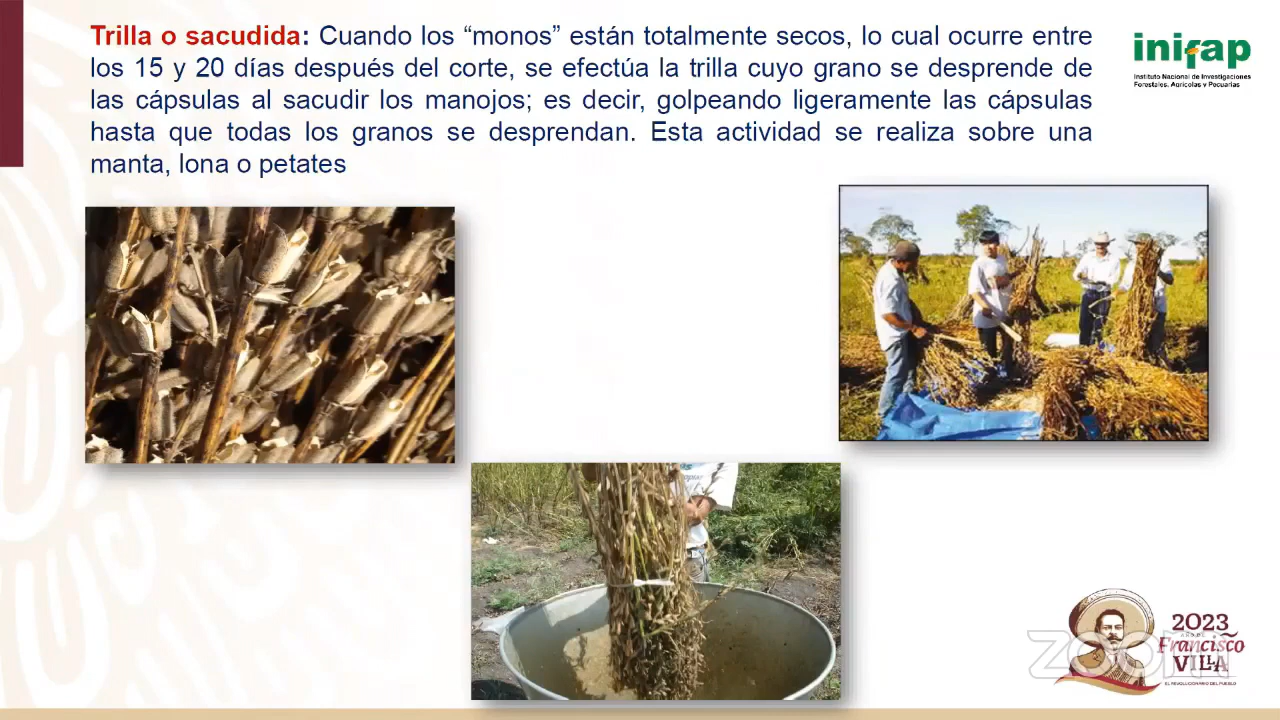 Trilla o sacudida: Cuando los “monos” están totalmente secos, lo cual ocurre entre
los 15 y 20 días después del corte, se efectúa la trilla cuyo grano se desprende de
las cápsulas al sacudir los manojos; es decir, golpeando ligeramente las cápsulas
hasta que todas los granos se desprendan. Esta actividad se realiza sobre una
manta, lona o petates
inifap
Instituto Nacional de Investigaciones
Forestales, Agrícolas y Pecuarias
2023
AÑO DE
Francisco
VILLA
EL REVOLUCIONARIO DEL PUEBLO
zoom